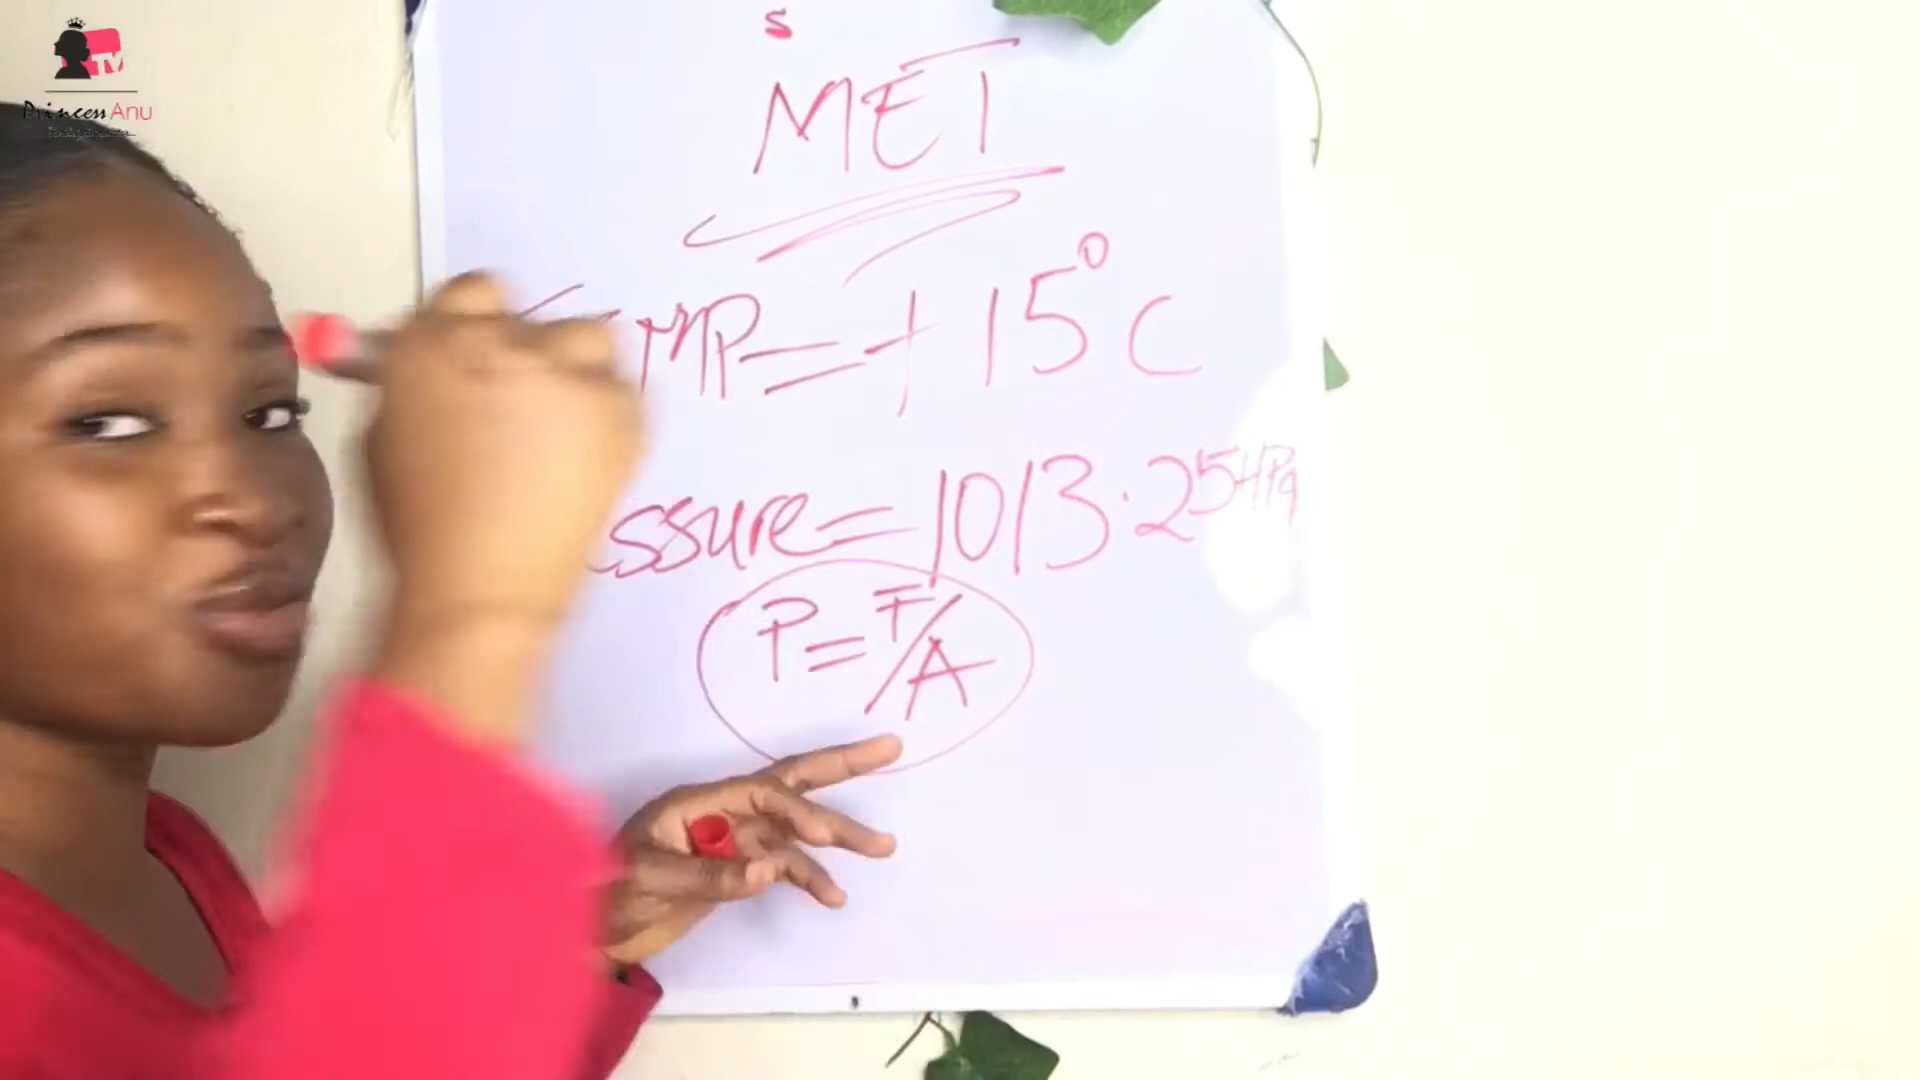 TV
Princess Anu
S
MET
MP = + 15°C
ssure = 1013.25HPa
P = F/A